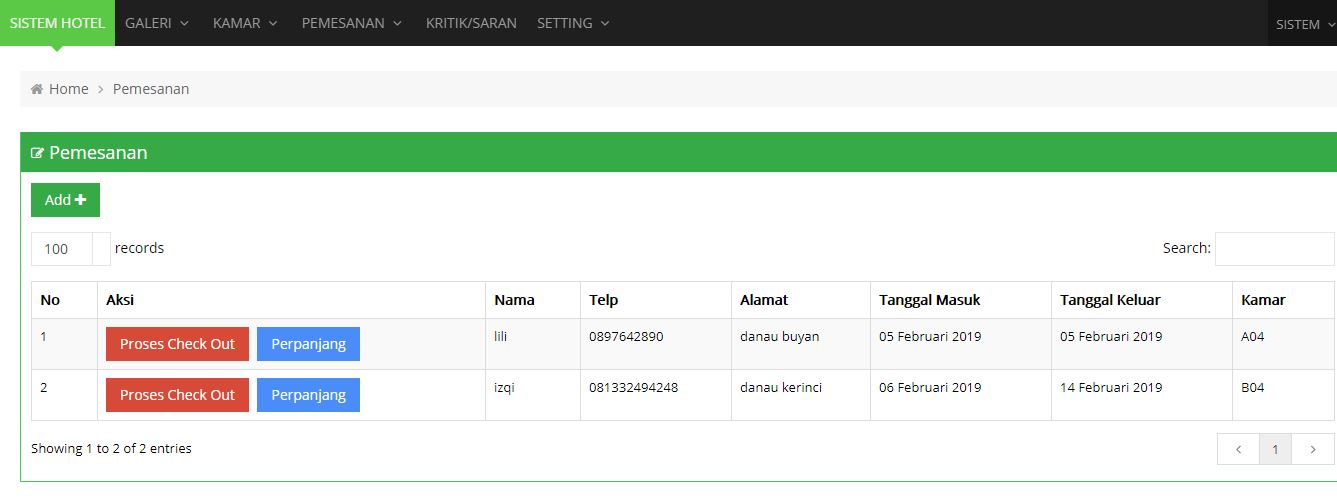 SISTEM HOTEL GALERI KAMAR PEMESANAN KRITIK/SARAN SETTING SISTEM
Home > Pemesanan
Pemesanan
Add +
100 records Search:
No Aksi Nama Telp Alamat Tanggal Masuk Tanggal Keluar Kamar
1 Proses Check Out Perpanjang lili 0897642890 danau buyan 05 Februari 2019 05 Februari 2019 A04
2 Proses Check Out Perpanjang izqi 081332494248 danau kerinci 06 Februari 2019 14 Februari 2019 B04
Showing 1 to 2 of 2 entries < 1 >